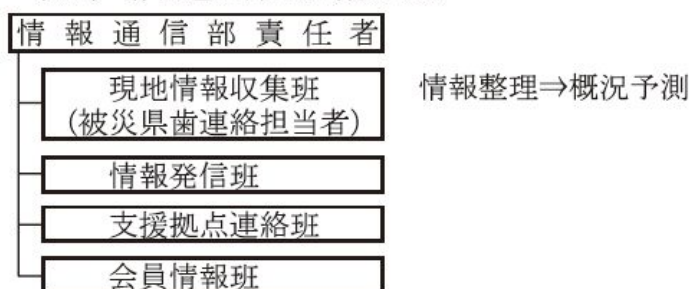 情報通信部責任者
現地情報収集班
(被災県歯連絡担当者)
情報整理⇒概況予測
情報発信班
支援拠点連絡班
会員情報班